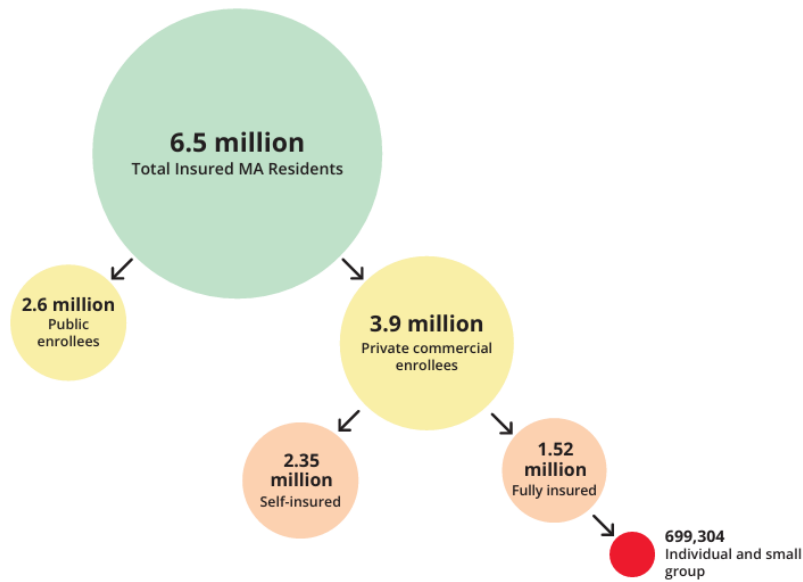 6.5 million
Total Insured MA Residents
2.6 million
Public
enrollees
3.9 million
Private commercial
enrollees
2.35
million
Self-insured
1.52
million
Fully insured
699,304
Individual and small
group